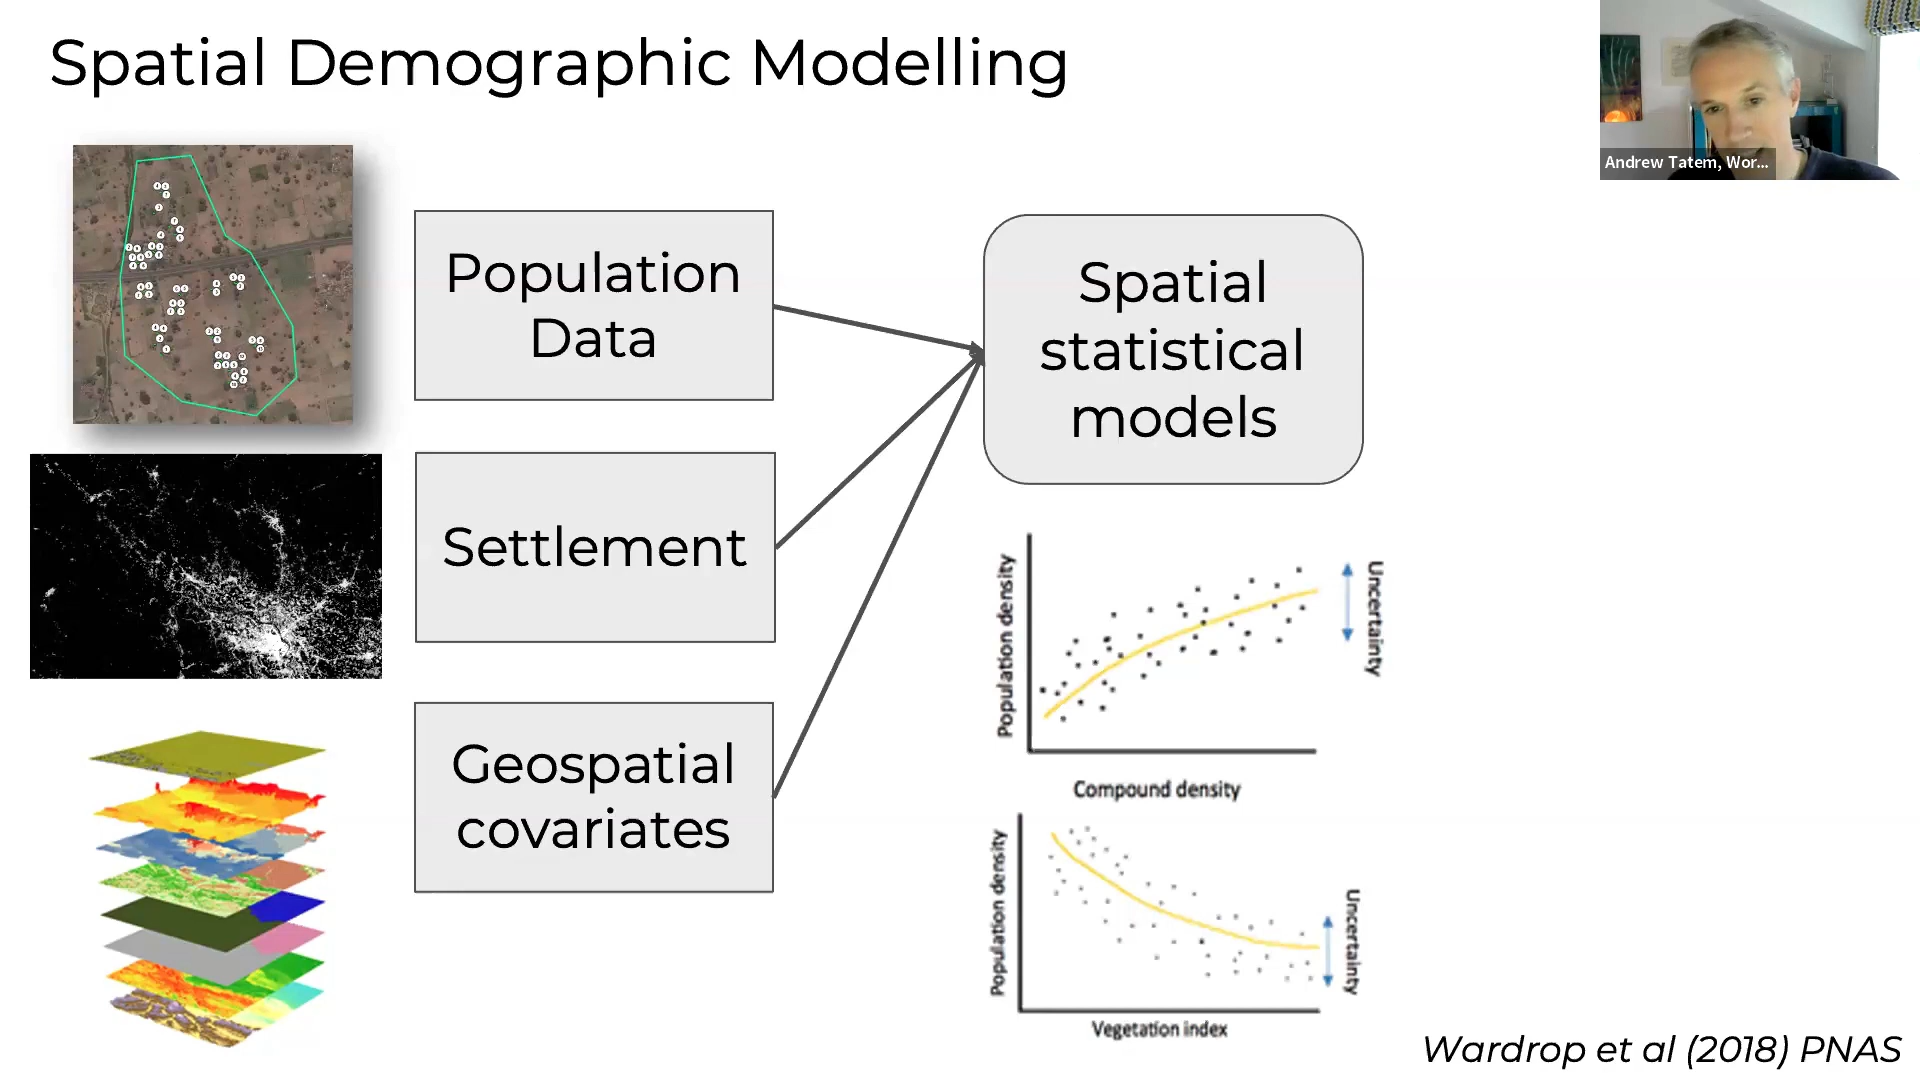 Spatial Demographic Modelling
Andrew Tatem, Wor...
Population
Data
Settlement
Geospatial
covariates
Spatial
statistical
models
Population density
Uncertainty
Compound density
Population density
Uncertainty
Vegetation index
Wardrop et al (2018) PNAS